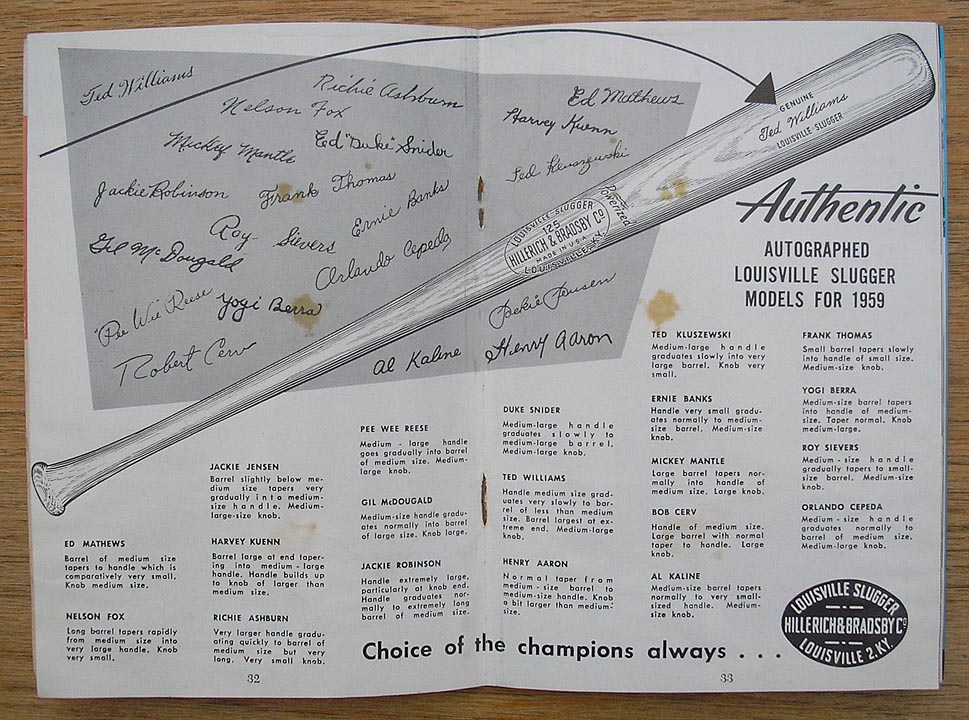 Ted Williams
Richie Ashburn
Nelson Fox
Mickey Mantle
Ed "Duke" Snider
Jackie Robinson
Frank Thomas
Roy Sievers
Ernie Banks
Gil McDougald
Orlando Cepeda
"Pee Wee Reese
Yogi Berra
Robert Cerv
Al Kaline
Ed Mathews
Harvey Kuenn
Ted Kluszewski
Jackie Jensen
Henry Aaron
GENUINE
Ted Williams
LOUISVILLE SLUGGER
Powerized
LOUISVILLE SLUGGER
125
HILLERICH & BRADSBY CO
MADE IN U.S.A.
LOUISVILLE, KY.
Authentic
AUTOGRAPHED
LOUISVILLE SLUGGER
MODELS FOR 1959
ED MATHEWS
Barrel of medium size
tapers to handle which is
comparatively very small.
Knob medium size.
NELSON FOX
Long barrel tapers rapidly
from medium size into
very large handle. Knob
very small.
JACKIE JENSEN
Barrel slightly below me-
dium size tapers very
gradually into medium-
size handle. Medium-
large-size knob.
HARVEY KUENN
Barrel large at end taper-
ing into medium-large
handle. Handle builds up
to knob of larger than
medium size.
RICHIE ASHBURN
Very larger handle gradu-
ating quickly to barrel of
medium size but very
long. Very small knob.
PEE WEE REESE
Medium-large handle
goes gradually into barrel
of medium size. Medium-
large knob.
GIL McDOUGALD
Medium-size handle gradu-
ates normally into barrel
of large size. Knob large.
JACKIE ROBINSON
Handle extremely large,
particularly at knob end.
Handle graduates nor-
mally to extremely long
barrel of medium size.
DUKE SNIDER
Medium-large handle
graduates slowly to
medium-large barrel.
Medium-large knob.
TED WILLIAMS
Handle medium size grad-
uates very slowly to bar-
rel of less than medium
size. Barrel largest at ex-
treme end. Medium-large
knob.
HENRY AARON
Normal taper from
medium-size barrel to
medium-size handle. Knob
a bit larger than medium-
size.
TED KLUSZEWSKI
Medium-large handle
graduates slowly into very
large barrel. Knob very
small.
ERNIE BANKS
Handle very small gradu-
ates normally to medium-
size barrel. Medium-size
knob.
MICKEY MANTLE
Large barrel tapers nor-
mally into handle of
medium size. Large knob.
BOB CERV
Handle of medium size.
Large barrel with normal
taper to handle. Large
knob.
AL KALINE
Medium-size barrel tapers
normally to very small-
sized handle. Medium-
size knob.
FRANK THOMAS
Small barrel tapers slowly
into handle of small size.
Medium-size knob.
YOGI BERRA
Medium-size barrel tapers
into handle of medium-
size. Taper normal. Knob
medium-large.
ROY SIEVERS
Medium-size handle
gradually tapers to small-
size barrel. Medium-size
knob.
ORLANDO CEPEDA
Medium-size handle
graduates normally to
barrel of medium size.
Medium-large knob.
Choice of the champions always . . .
LOUISVILLE SLUGGER
HILLERICH & BRADSBY CO
LOUISVILLE 2, KY.
32
33